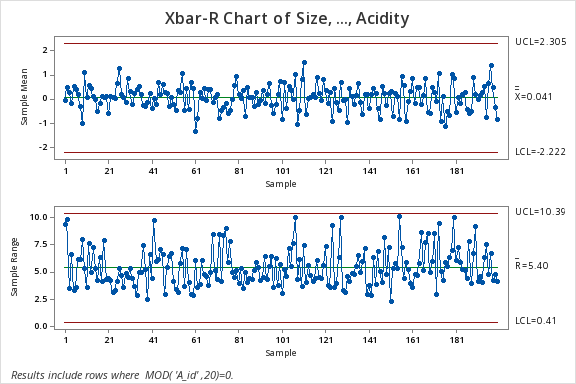 Xbar-R Chart of Size, ..., Acidity
UCL=2.305
X=0.041
LCL=-2.222
Sample Mean
2
1
0
-1
-2
1 21 41 61 81 101 121 141 161 181
Sample
UCL=10.39
R=5.40
LCL=0.41
Sample Range
10.0
7.5
5.0
2.5
0.0
1 21 41 61 81 101 121 141 161 181
Sample
Results include rows where MOD( 'A_id' ,20)=0.